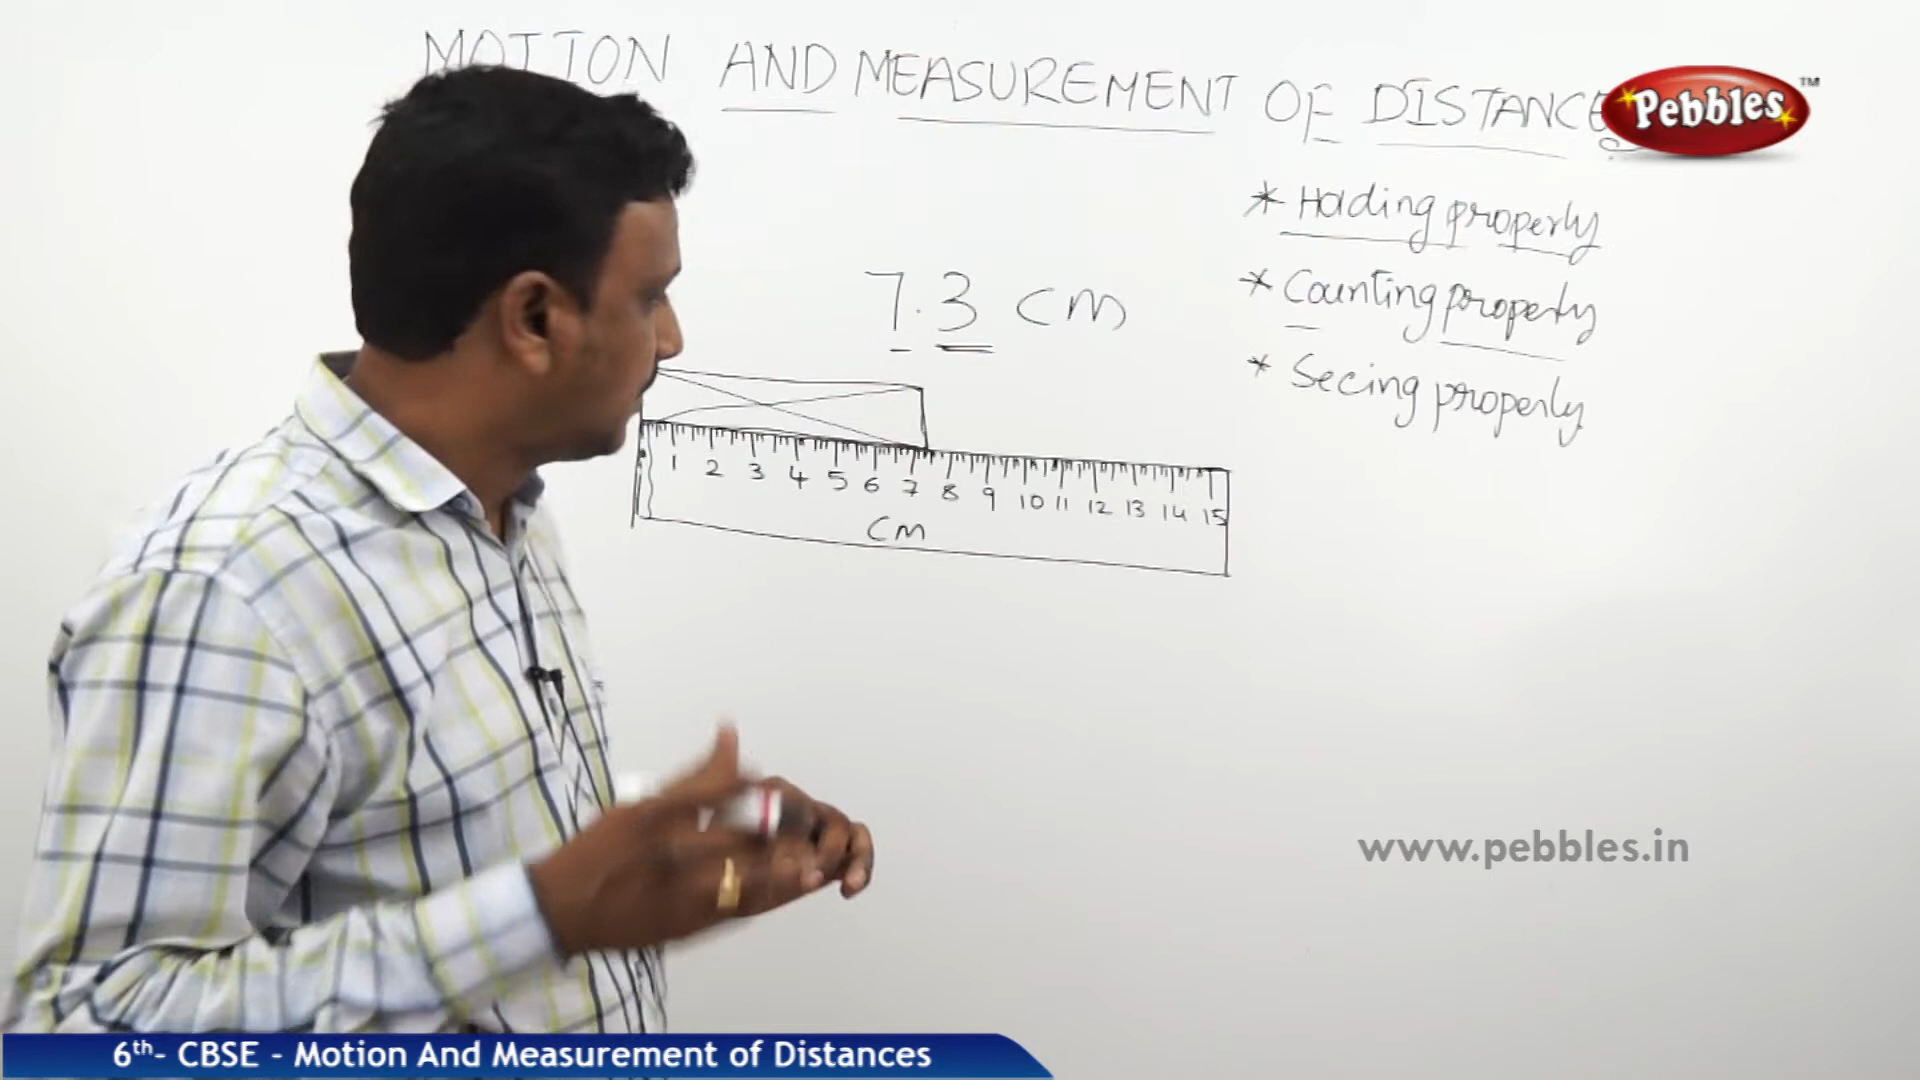 MOTION AND MEASUREMENT OF DISTANCES
Pebbles TM
* Holding properly
* Counting properly
* Seeing properly
7.3 cm
1 2 3 4 5 6 7 8 9 10 11 12 13 14 15
CM
www.pebbles.in
6th- CBSE - Motion And Measurement of Distances